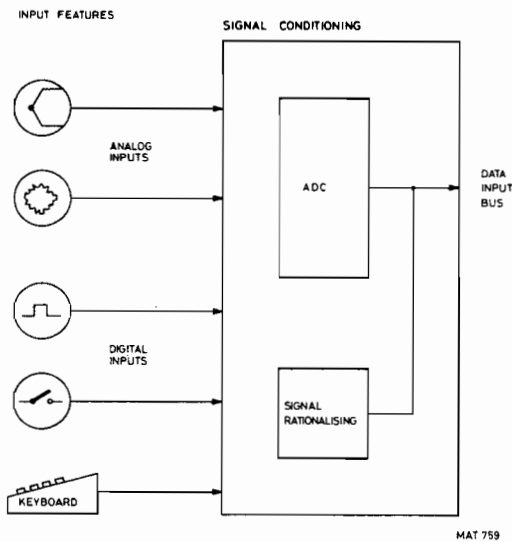 INPUT FEATURES
SIGNAL CONDITIONING
ANALOG
INPUTS
ADC
DATA
INPUT
BUS
DIGITAL
INPUTS
SIGNAL
RATIONALISING
KEYBOARD
MAT 759